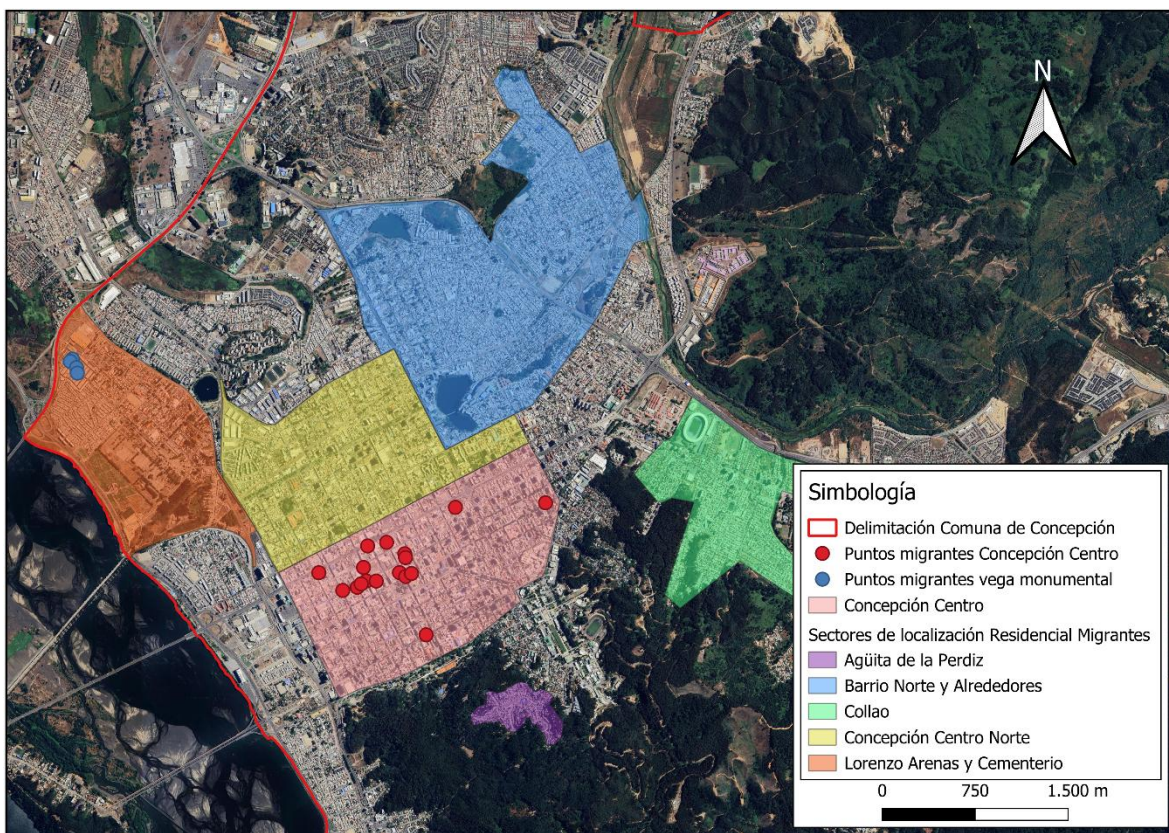 N
Simbología
Delimitación Comuna de Concepción
Puntos migrantes Concepción Centro
Puntos migrantes vega monumental
Concepción Centro
Sectores de localización Residencial Migrantes
Agüita de la Perdiz
Barrio Norte y Alrededores
Collao
Concepción Centro Norte
Lorenzo Arenas y Cementerio
0 750 1.500 m